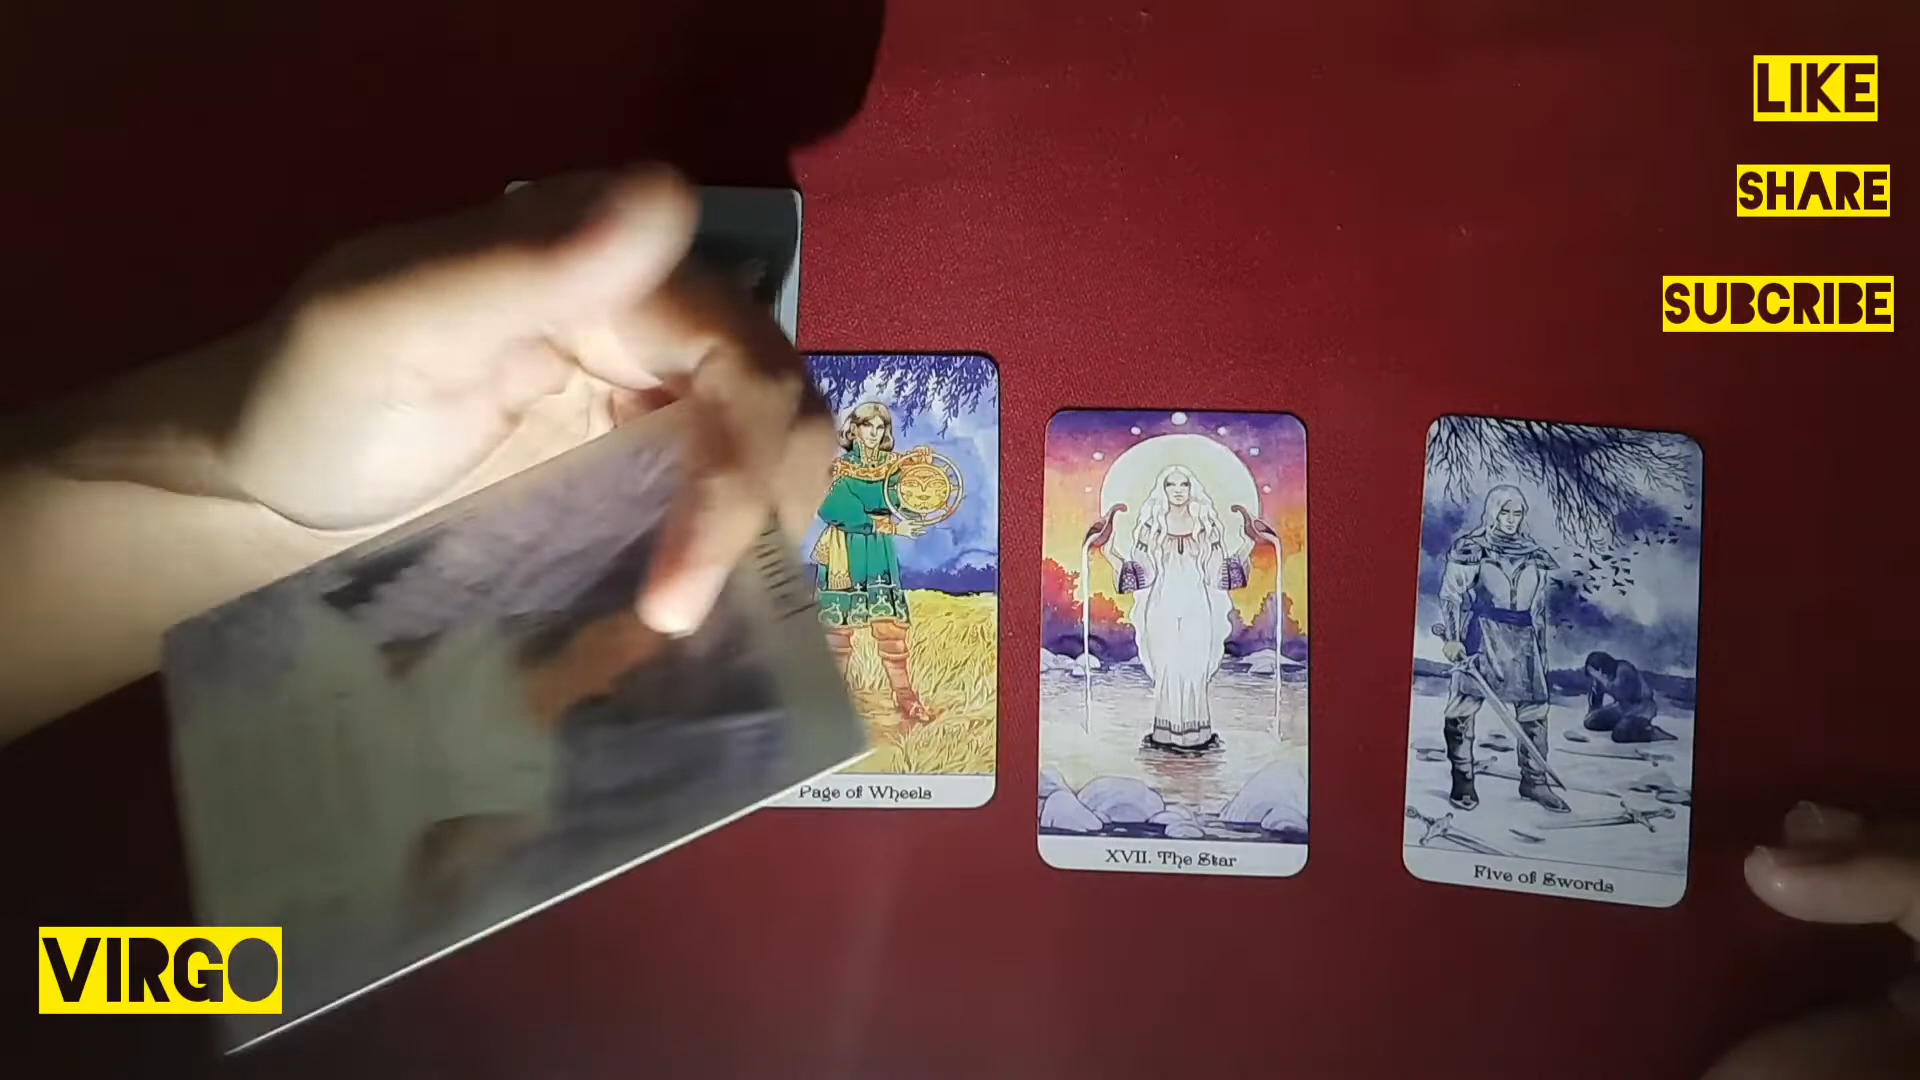 LIKE
SHARE
SUBCRIBE
Page of Wheels
XVII. The Star
Five of Swords
VIRGO